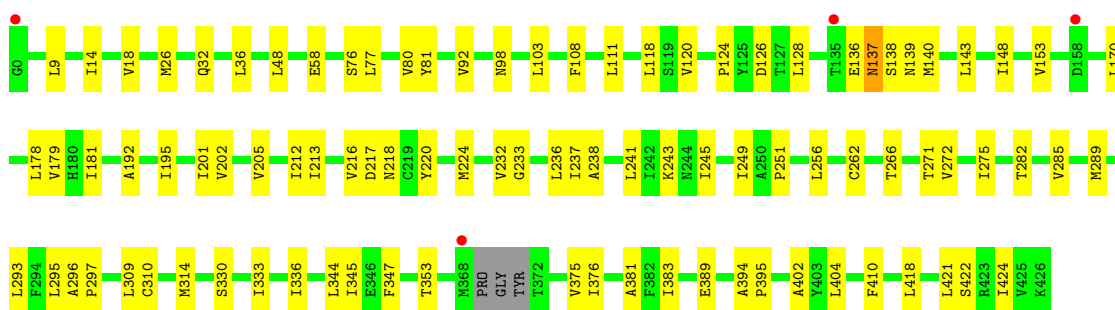 G0 L9 I14 V18 M26 Q32 L36 L48 E58 S76 L77 V80 Y81 V92 N98 L103 F108 L111 L118 S119 V120 P124 Y125 D126 T127 L128 T135 E136 N137 S138 N139 M140 L143 I148 V153 D158 L170
L178 V179 H180 I181 A192 I195 I201 V202 V205 I212 I213 V216 D217 N218 C219 Y220 M224 V232 G233 L236 I237 A238 L241 I242 K243 N244 I245 I249 A250 P251 L256 C262 T266 T271 V272 I275 T282 V285 M289
L293 F294 L295 A296 P297 L309 C310 M314 S330 I333 I336 L344 I345 E346 F347 T353 M368 PRO GLY TYR T372 V375 I376 A381 F382 I383 E389 A394 P395 A402 Y403 L404 F410 L418 L421 S422 R423 I424 V425 K426